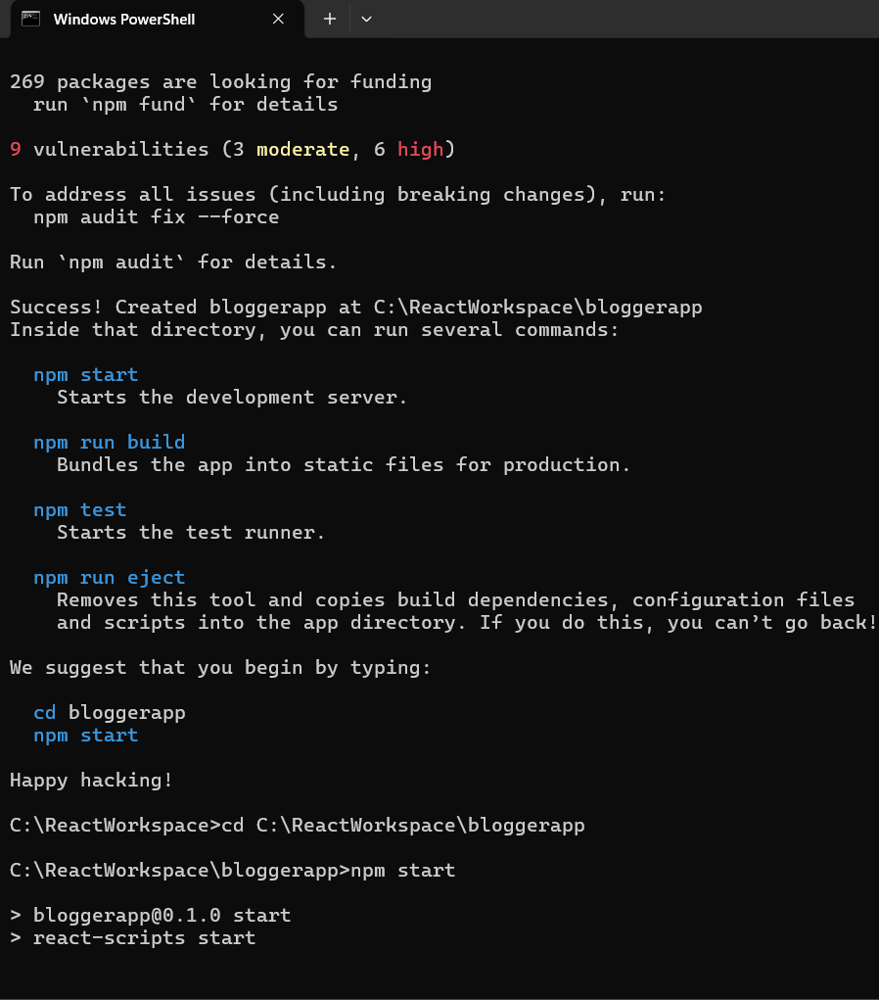 Windows PowerShell
269 packages are looking for funding
  run `npm fund` for details
9 vulnerabilities (3 moderate, 6 high)
To address all issues (including breaking changes), run:
  npm audit fix --force
Run `npm audit` for details.
Success! Created bloggerapp at C:\ReactWorkspace\bloggerapp
Inside that directory, you can run several commands:
  npm start
    Starts the development server.
  npm run build
    Bundles the app into static files for production.
  npm test
    Starts the test runner.
  npm run eject
    Removes this tool and copies build dependencies, configuration files
    and scripts into the app directory. If you do this, you can’t go back!
We suggest that you begin by typing:
  cd bloggerapp
  npm start
Happy hacking!
C:\ReactWorkspace>cd C:\ReactWorkspace\bloggerapp
C:\ReactWorkspace\bloggerapp>npm start
> bloggerapp@0.1.0 start
> react-scripts start